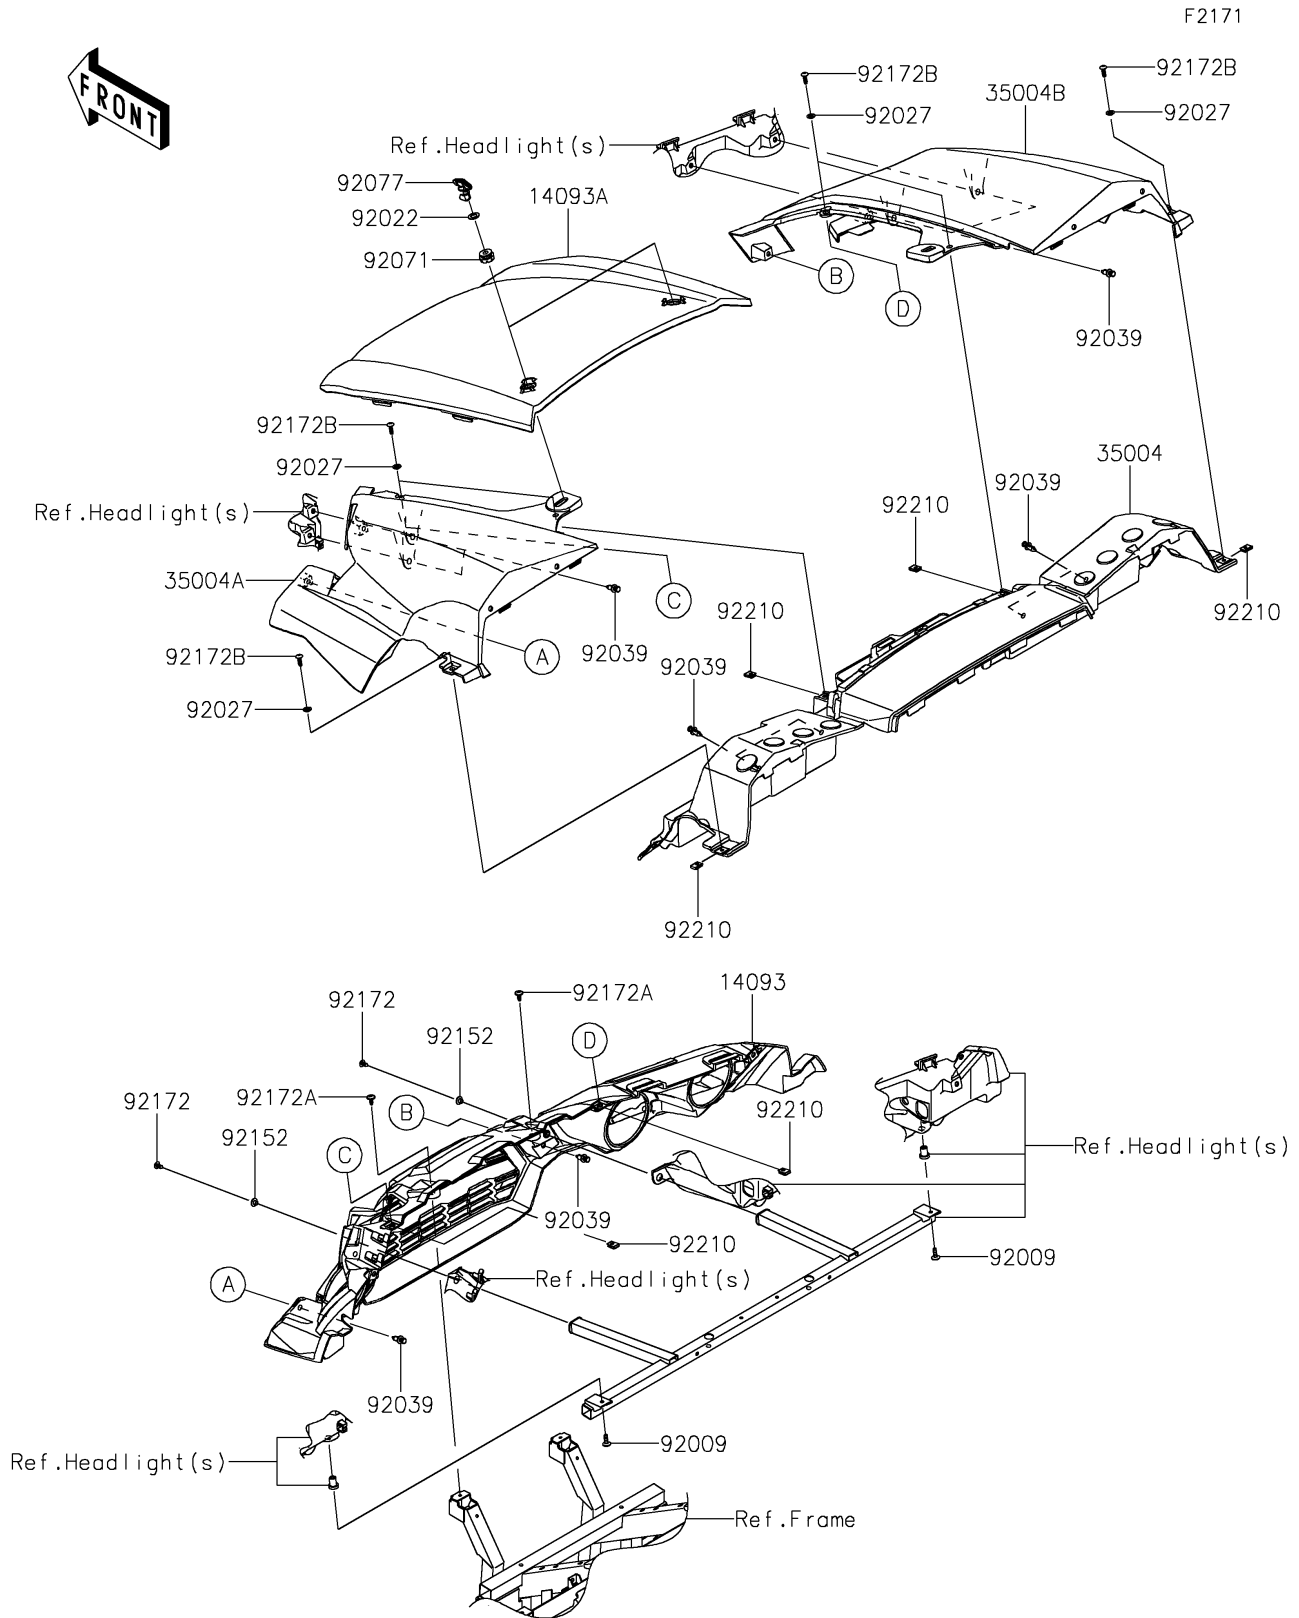 F2171
FRONT
92172B
92172B
35004B
92027
92027
Ref.Headlight(s)
92077
14093A
92022
92071
B
D
92039
92172B
35004
92027
92039
Ref.Headlight(s)
92210
35004A
C
92210
92210
A
92039
92172B
92039
92027
92210
14093
92172A
92172
92152
D
92172A
92172
B
92210
92152
Ref.Headlight(s)
C
92039
92210
92009
Ref.Headlight(s)
A
92039
92009
Ref.Headlight(s)
Ref.Frame